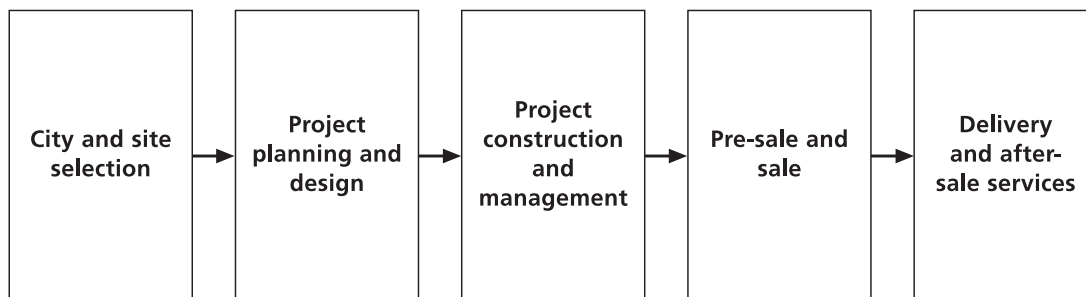 City and site
selection
Project
planning and
design
Project
construction
and
management
Pre-sale and
sale
Delivery
and after-
sale services